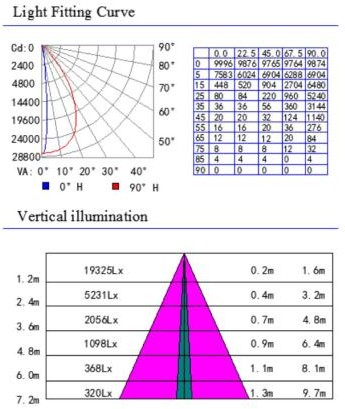 Light Fitting Curve
Cd: 0
2400
4800
14400
19600
24000
28800
90°
80°
70°
60°
50°
VA: 0° 10° 20° 30° 40°
0° H 90° H
0.0 22.5 45.0 67.5 90.0
0 9996 9876 9765 9764 9874
5 7583 6024 6904 6288 6904
15 448 520 904 2704 6480
25 80 84 220 960 5240
35 36 36 56 360 3144
45 20 20 32 124 1140
55 16 16 20 36 276
65 12 12 12 20 84
75 8 8 8 12 32
85 4 4 4 0 4
90 0 0 0 0 0
Vertical illumination
19325Lx 0.2m 1.6m
1.2m
5231Lx 0.4m 3.2m
2.4m
2056Lx 0.7m 4.8m
3.6m
1098Lx 0.9m 6.4m
4.8m
368Lx 1.1m 8.1m
6.0m
320Lx 1.3m 9.7m
7.2m